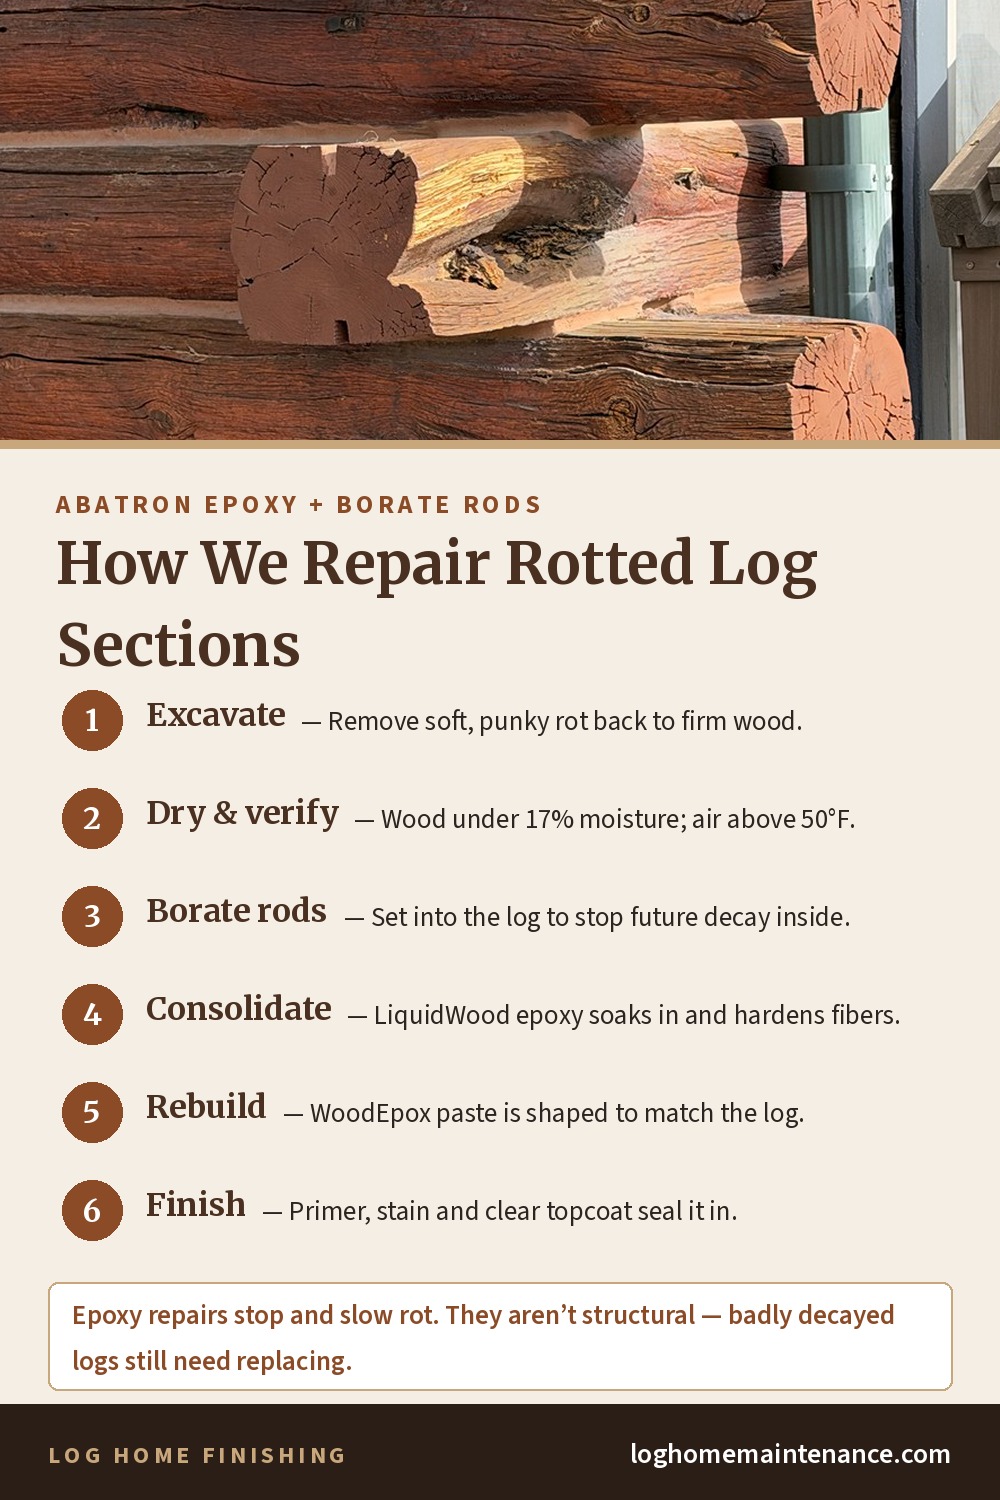 ABATRON EPOXY + BORATE RODS
How We Repair Rotted Log
Sections
1 Excavate — Remove soft, punky rot back to firm wood.
2 Dry & verify — Wood under 17% moisture; air above 50°F.
3 Borate rods — Set into the log to stop future decay inside.
4 Consolidate — LiquidWood epoxy soaks in and hardens fibers.
5 Rebuild — WoodEpox paste is shaped to match the log.
6 Finish — Primer, stain and clear topcoat seal it in.
Epoxy repairs stop and slow rot. They aren’t structural — badly decayed
logs still need replacing.
LOG HOME FINISHING
loghomemaintenance.com